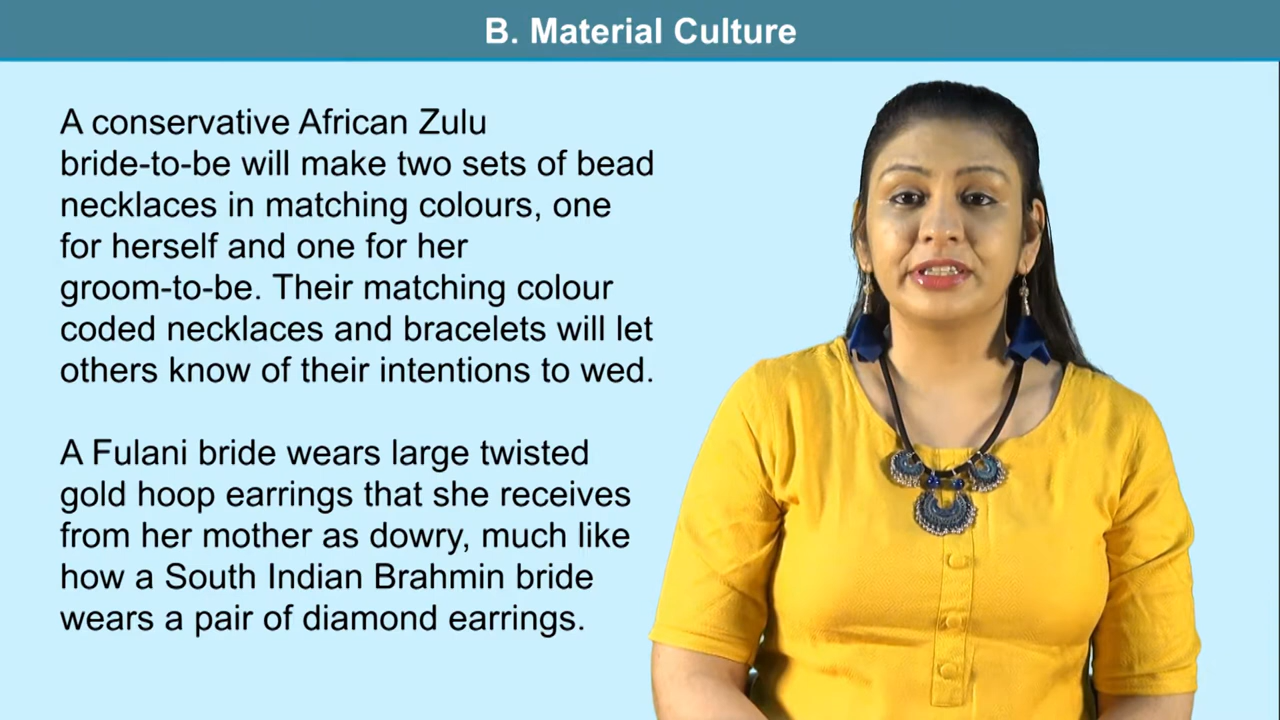 B. Material Culture
A conservative African Zulu
bride-to-be will make two sets of bead
necklaces in matching colours, one
for herself and one for her
groom-to-be. Their matching colour
coded necklaces and bracelets will let
others know of their intentions to wed.
A Fulani bride wears large twisted
gold hoop earrings that she receives
from her mother as dowry, much like
how a South Indian Brahmin bride
wears a pair of diamond earrings.